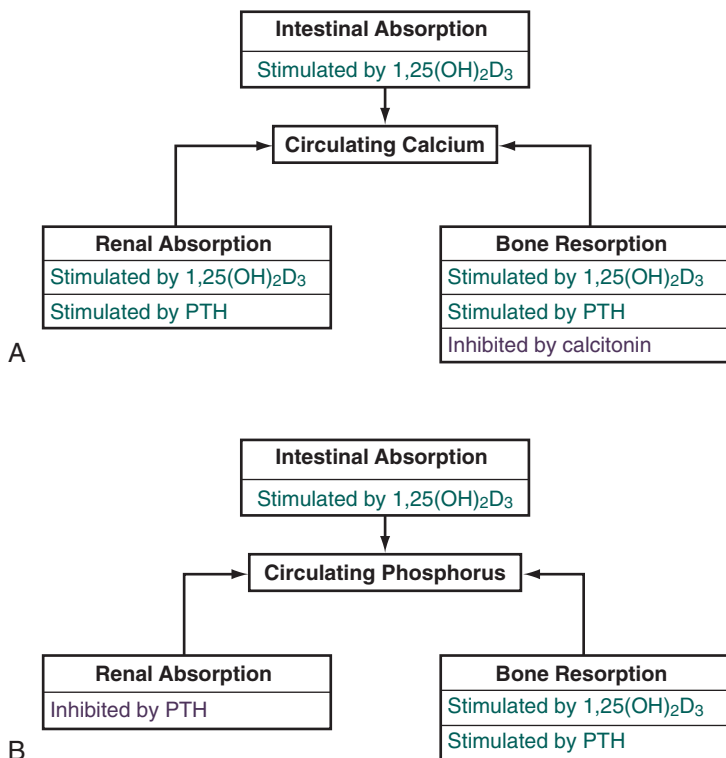 Intestinal Absorption
Stimulated by 1,25(OH)₂D₃
Circulating Calcium
Renal Absorption
Stimulated by 1,25(OH)₂D₃
Stimulated by PTH
Bone Resorption
Stimulated by 1,25(OH)₂D₃
Stimulated by PTH
Inhibited by calcitonin
A
Intestinal Absorption
Stimulated by 1,25(OH)₂D₃
Circulating Phosphorus
Renal Absorption
Inhibited by PTH
Bone Resorption
Stimulated by 1,25(OH)₂D₃
Stimulated by PTH
B